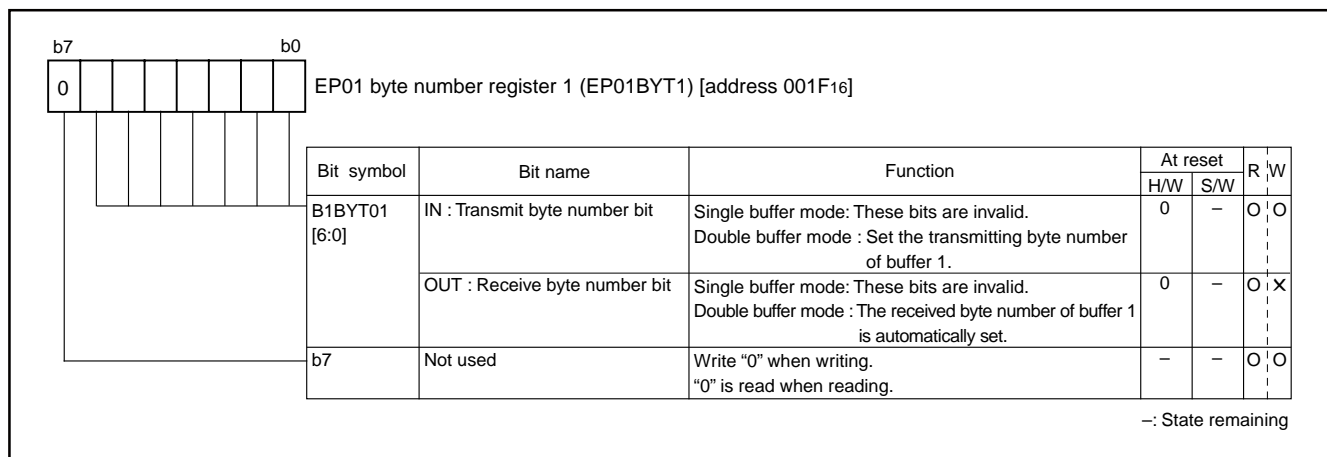 b7 b0
0 EP01 byte number register 1 (EP01BYT1) [address 001F16]
Bit symbol Bit name Function At reset R W
H/W S/W
B1BYT01 IN : Transmit byte number bit Single buffer mode: These bits are invalid. 0 – O O
[6:0] Double buffer mode : Set the transmitting byte number
of buffer 1.
OUT : Receive byte number bit Single buffer mode: These bits are invalid. 0 – O ×
Double buffer mode : The received byte number of buffer 1
is automatically set.
b7 Not used Write “0” when writing. – – O O
“0” is read when reading.
–: State remaining